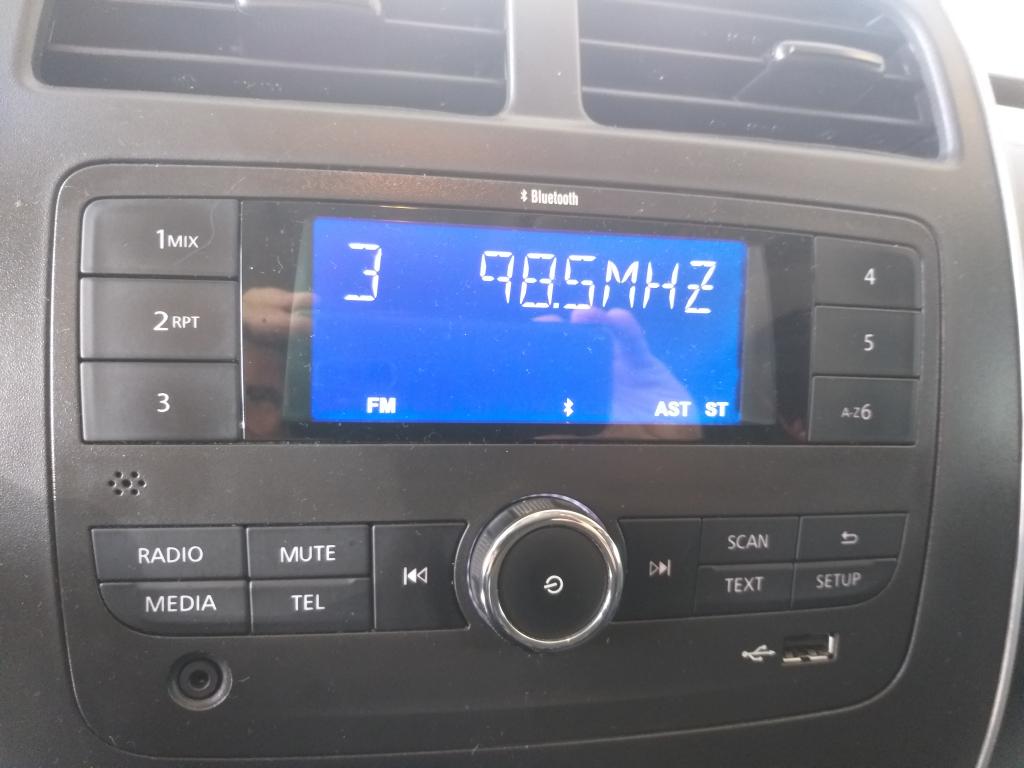 Bluetooth
1MIX
2RPT
3
3 98.5MHZ
FM AST ST
4
5
A-Z6
RADIO
MUTE
MEDIA
TEL
SCAN
TEXT
SETUP